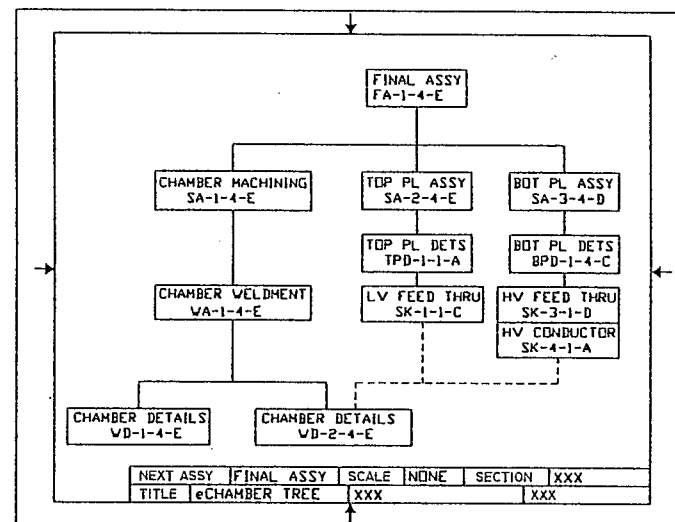 FINAL ASSY
FA-1-4-E
CHAMBER MACHINING
SA-1-4-E
TOP PL ASSY
SA-2-4-E
BOT PL ASSY
SA-3-4-D
TOP PL DETS
TPD-1-1-A
BOT PL DETS
BPD-1-4-C
CHAMBER WELDMENT
WA-1-4-E
LV FEED THRU
SK-1-1-C
HV FEED THRU
SK-3-1-D
HV CONDUCTOR
SK-4-1-A
CHAMBER DETAILS
WD-1-4-E
CHAMBER DETAILS
WD-2-4-E
NEXT ASSY FINAL ASSY SCALE NONE SECTION XXX
TITLE eCHAMBER TREE XXX XXX